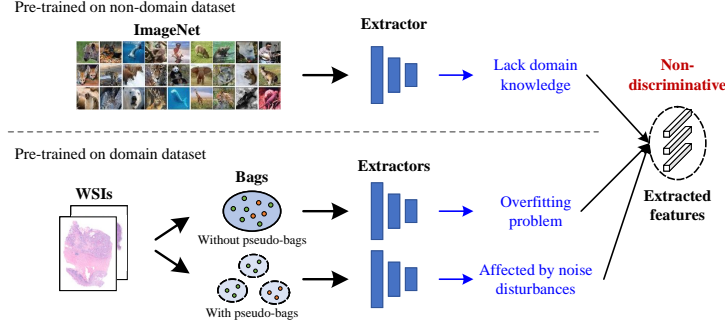 Pre-trained on non-domain dataset
ImageNet
Extractor
Lack domain
knowledge
Non-
discriminative
Pre-trained on domain dataset
WSIs
Bags
Extractors
Without pseudo-bags
Overfitting
problem
Extracted
features
With pseudo-bags
Affected by noise
disturbances